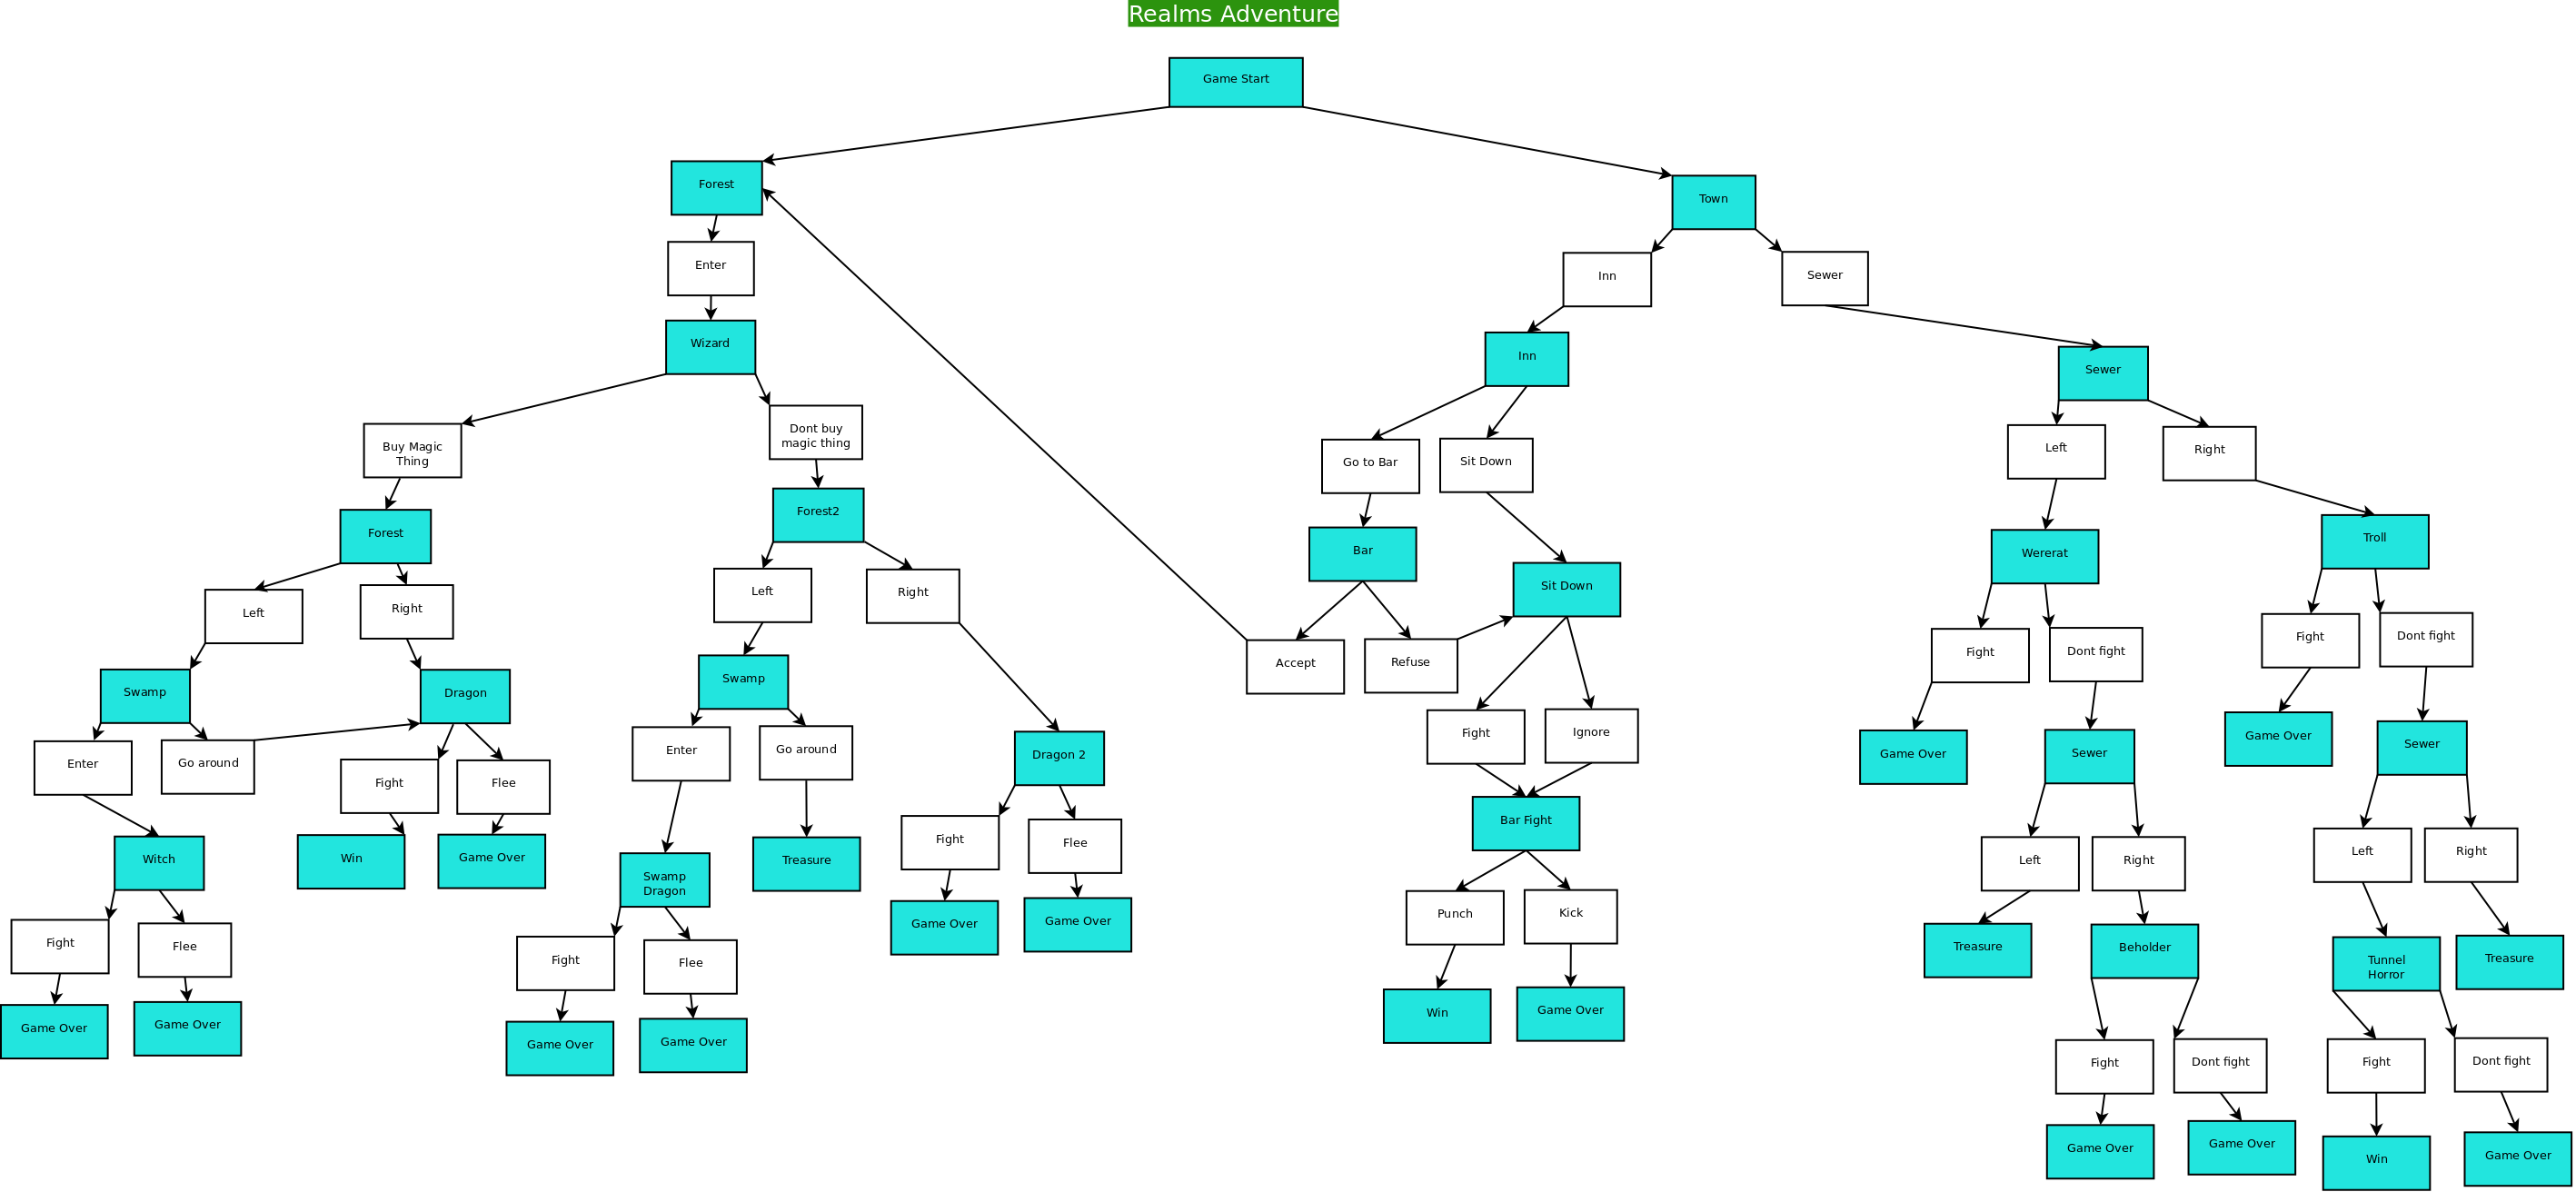 Realms Adventure
Game Start
Forest
Town
Enter
Inn
Sewer
Wizard
Inn
Sewer
Buy Magic
Thing
Dont buy
magic thing
Go to Bar
Sit Down
Left
Right
Forest
Forest2
Bar
Wererat
Troll
Left
Right
Left
Right
Sit Down
Accept
Refuse
Fight
Dont fight
Fight
Dont fight
Swamp
Dragon
Swamp
Fight
Ignore
Game Over
Sewer
Game Over
Sewer
Enter
Go around
Fight
Flee
Enter
Go around
Dragon 2
Bar Fight
Left
Right
Left
Right
Witch
Win
Game Over
Swamp
Dragon
Treasure
Fight
Flee
Punch
Kick
Treasure
Beholder
Tunnel
Horror
Treasure
Fight
Flee
Fight
Flee
Game Over
Game Over
Win
Game Over
Fight
Dont fight
Fight
Dont fight
Game Over
Game Over
Game Over
Game Over
Game Over
Game Over
Win
Game Over